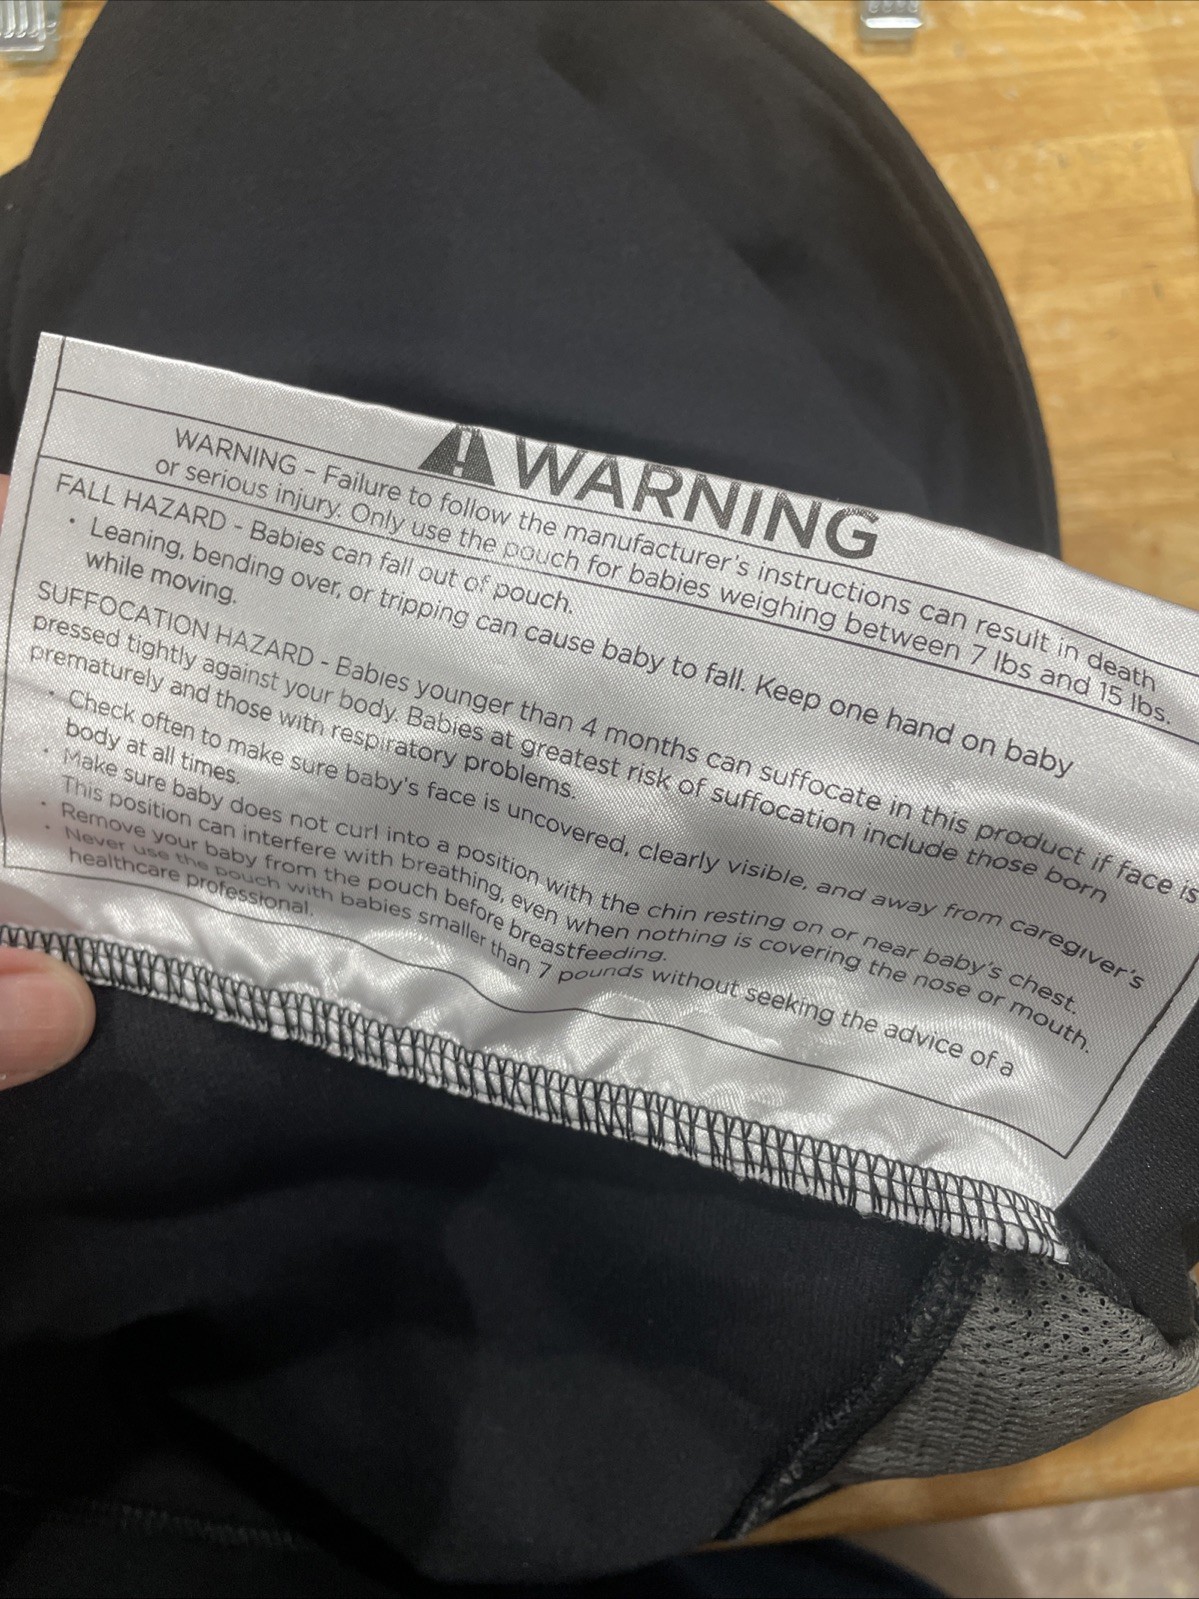 WARNING
WARNING – Failure to follow the manufacturer's instructions can result in death
or serious injury. Only use the pouch for babies weighing between 7 lbs and 15 lbs.
FALL HAZARD - Babies can fall out of pouch.
• Leaning, bending over, or tripping can cause baby to fall. Keep one hand on baby
while moving.
SUFFOCATION HAZARD - Babies younger than 4 months can suffocate in this product if face is
pressed tightly against your body. Babies at greatest risk of suffocation include those born
prematurely and those with respiratory problems.
• Check often to make sure baby's face is uncovered, clearly visible, and away from caregiver's
body at all times.
• Make sure baby does not curl into a position with the chin resting on or near baby's chest.
This position can interfere with breathing, even when nothing is covering the nose or mouth.
• Remove your baby from the pouch before breastfeeding.
• Never use the pouch with babies smaller than 7 pounds without seeking the advice of a
healthcare professional.